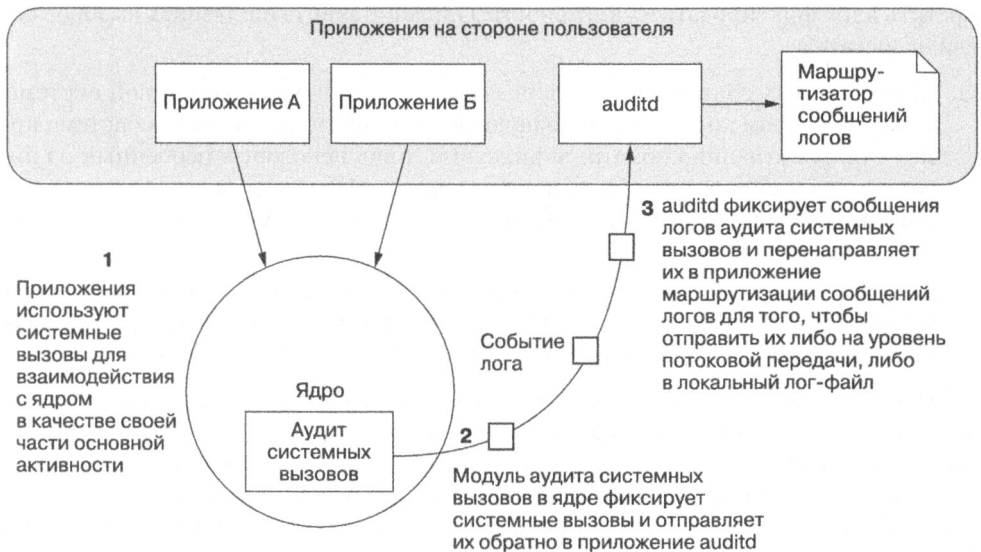 Приложения на стороне пользователя
Приложение А
Приложение Б
auditd
Маршру-
тизатор
сообщений
логов
1
Приложения
используют
системные
вызовы для
взаимодействия
с ядром
в качестве своей
части основной
активности
Ядро
Аудит
системных
вызовов
2
Событие
лога
Модуль аудита системных
вызовов в ядре фиксирует
системные вызовы и отправляет
их обратно в приложение auditd
3 auditd фиксирует сообщения
логов аудита системных
вызовов и перенаправляет
их в приложение
маршрутизации сообщений
логов для того, чтобы
отправить их либо на уровень
потоковой передачи, либо
в локальный лог-файл